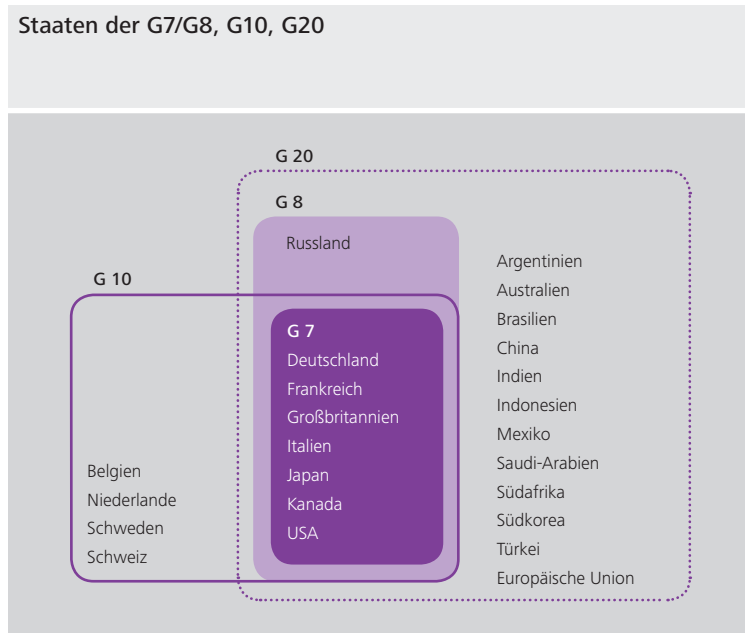 Staaten der G7/G8, G10, G20
G 20
G 8
Russland
G 10
G 7
Deutschland
Frankreich
Großbritannien
Italien
Japan
Kanada
USA
Belgien
Niederlande
Schweden
Schweiz
Argentinien
Australien
Brasilien
China
Indien
Indonesien
Mexiko
Saudi-Arabien
Südafrika
Südkorea
Türkei
Europäische Union